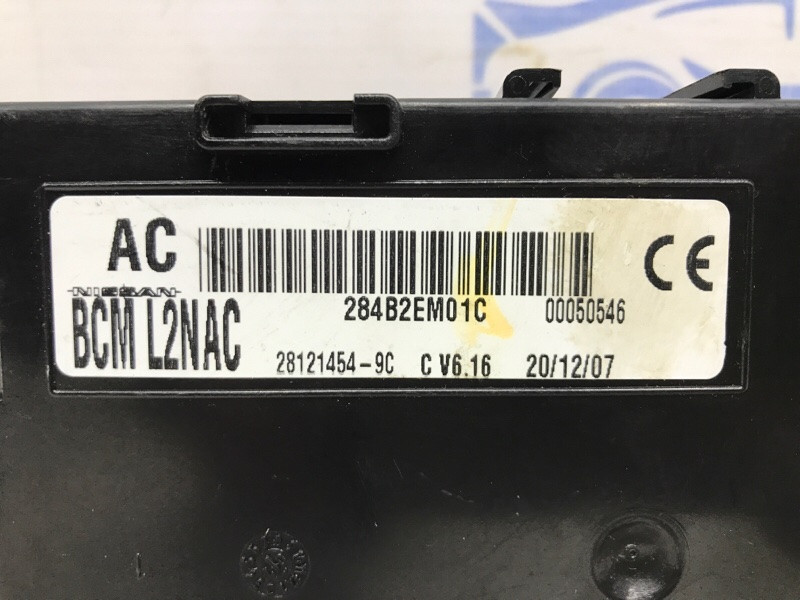 AC
NISSAN
BCM L2NAC
284B2EM01C 00050546
28121454-9C C V6.16 20/12/07
CE